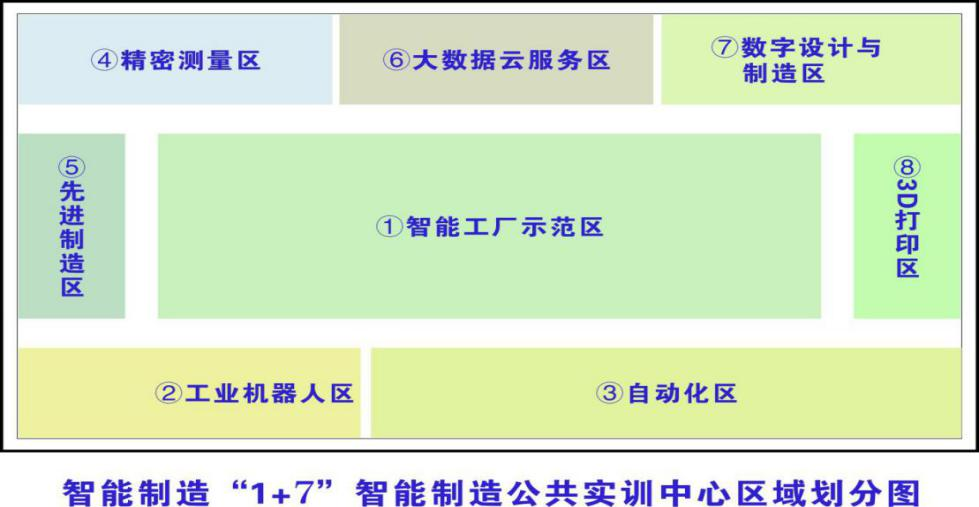 ④精密测量区
⑥大数据云服务区
⑦数字设计与
制造区
⑤先进制造区
①智能工厂示范区
⑧3D打印区
②工业机器人区
③自动化区
智能制造“1+7”智能制造公共实训中心区域划分图